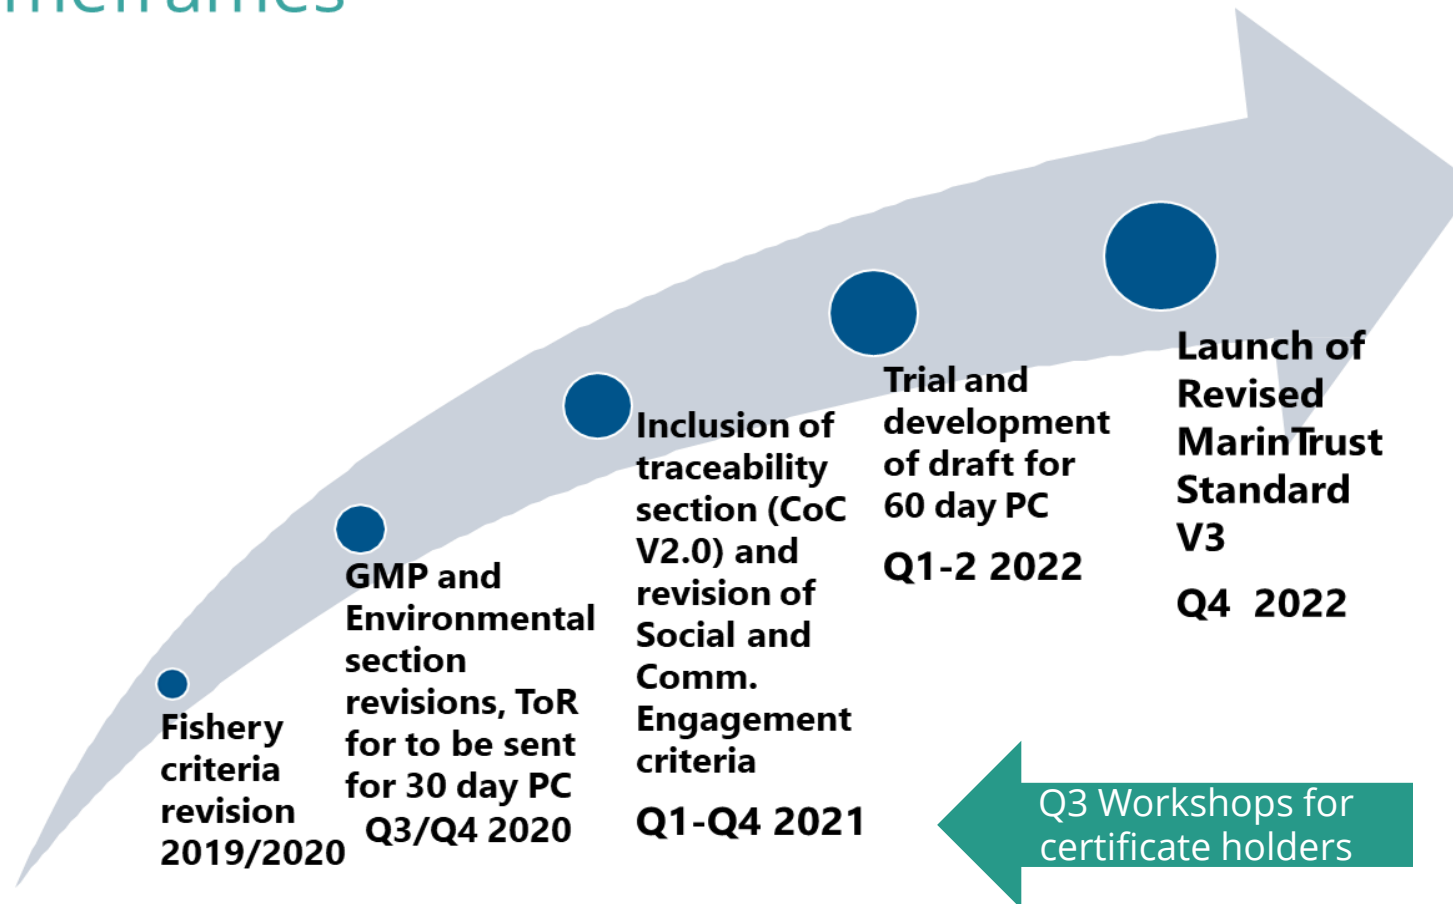 Fishery
criteria
revision
2019/2020
GMP and
Environmental
section
revisions, ToR
for to be sent
for 30 day PC
Q3/Q4 2020
Inclusion of
traceability
section (CoC
V2.0) and
revision of
Social and
Comm.
Engagement
criteria
Q1-Q4 2021
Trial and
development
of draft for
60 day PC
Q1-2 2022
Launch of
Revised
MarinTrust
Standard
V3
Q4 2022
Q3 Workshops for
certificate holders